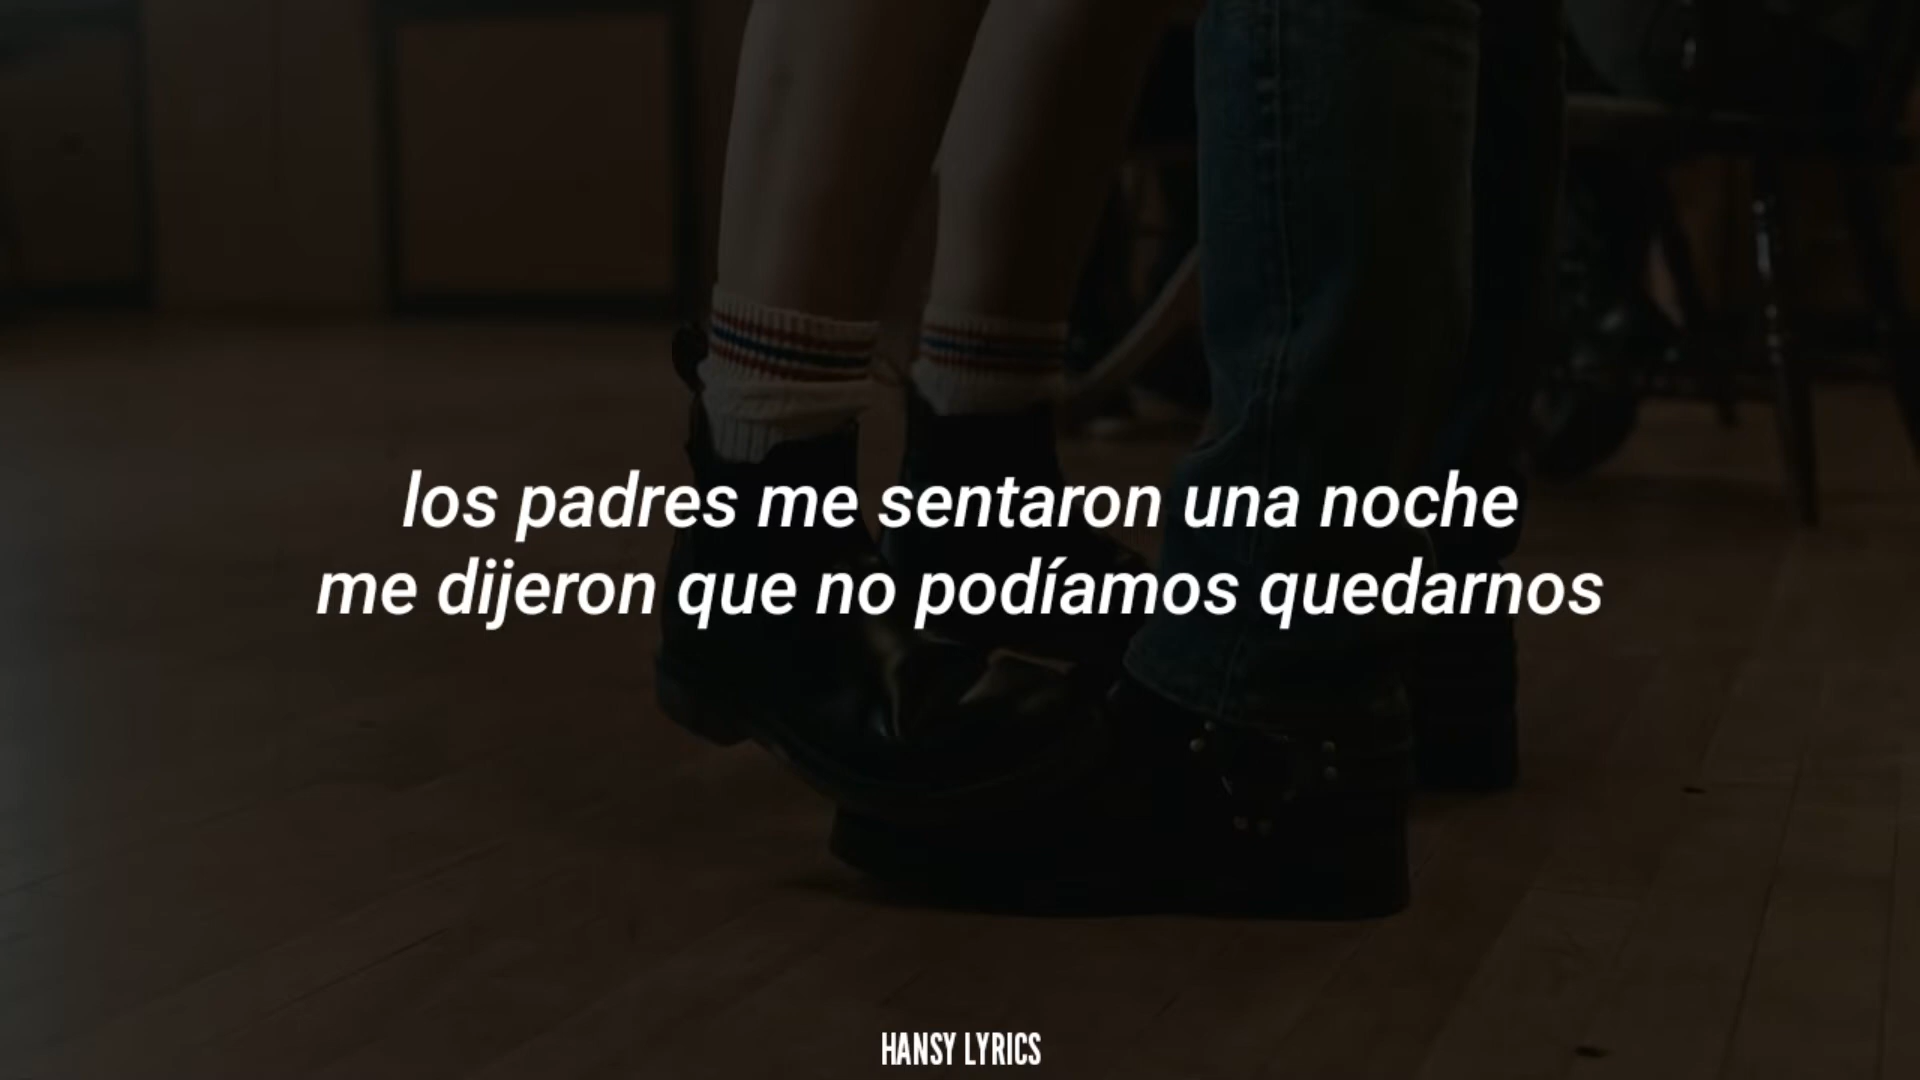 los padres me sentaron una noche
me dijeron que no podíamos quedarnos
HANSY LYRICS